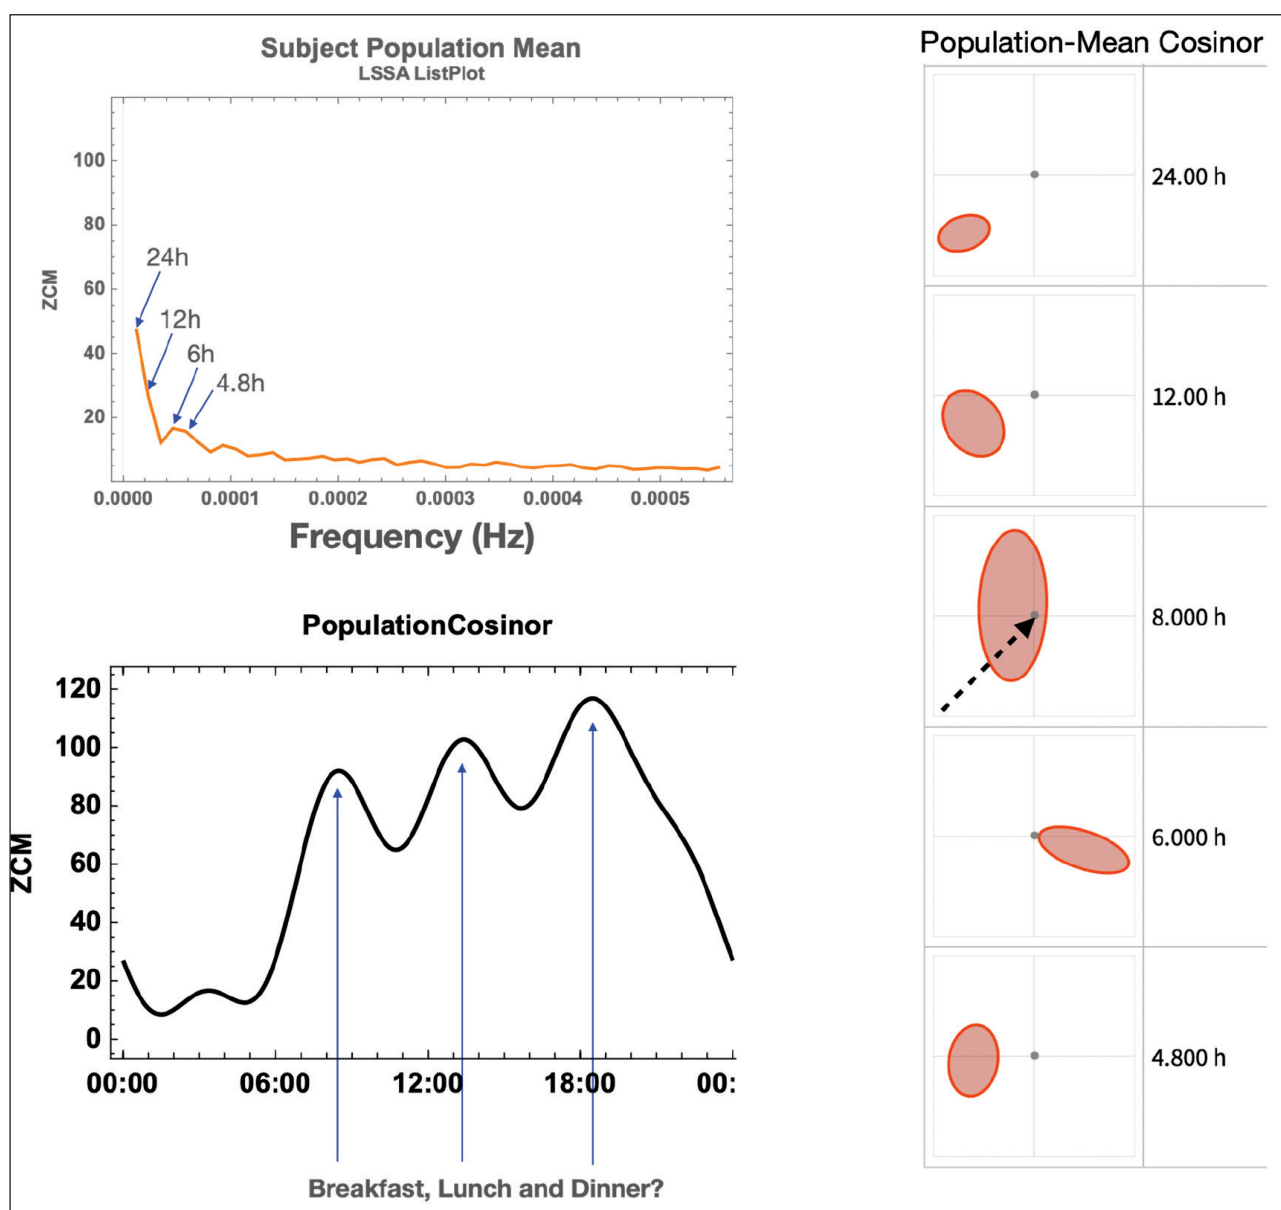 Subject Population Mean
LSSA ListPlot
100
80
60
40
20
ZCM
24h
12h
6h
4.8h
0.0000 0.0001 0.0002 0.0003 0.0004 0.0005
Frequency (Hz)
PopulationCosinor
120
100
80
60
40
20
0
ZCM
00:00 06:00 12:00 18:00 00:
Breakfast, Lunch and Dinner?
Population-Mean Cosinor
24.00 h
12.00 h
8.000 h
6.000 h
4.800 h